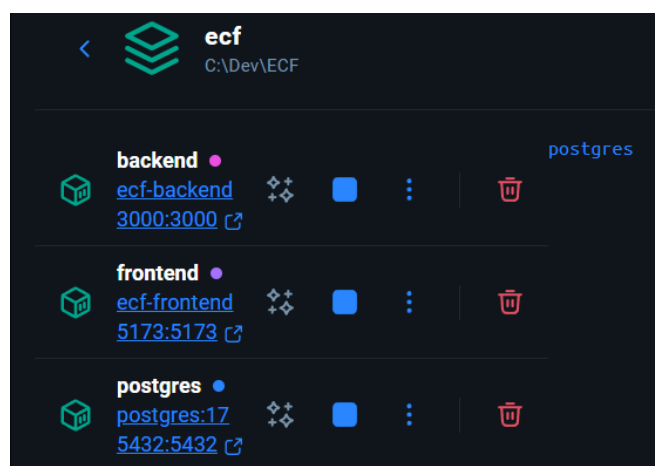 ecf
C:\Dev\ECF
postgres
backend
ecf-backend
3000:3000
frontend
ecf-frontend
5173:5173
postgres
postgres:17
5432:5432